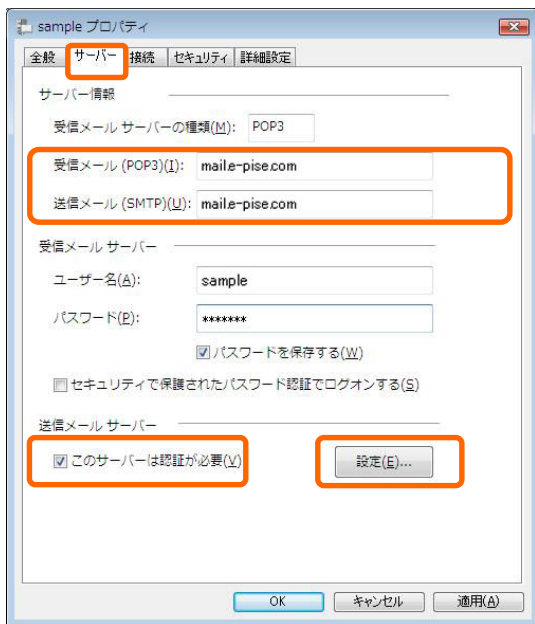 sample プロパティ
全般 サーバー 接続 セキュリティ 詳細設定
サーバー情報
受信メール サーバーの種類(M): POP3
受信メール (POP3)(I): mail.e-pise.com
送信メール (SMTP)(U): mail.e-pise.com
受信メール サーバー
ユーザー名(A): sample
パスワード(P): *******
パスワードを保存する(W)
セキュリティで保護されたパスワード認証でログオンする(S)
送信メール サーバー
このサーバーは認証が必要(V) 設定(E)...
OK キャンセル 適用(A)